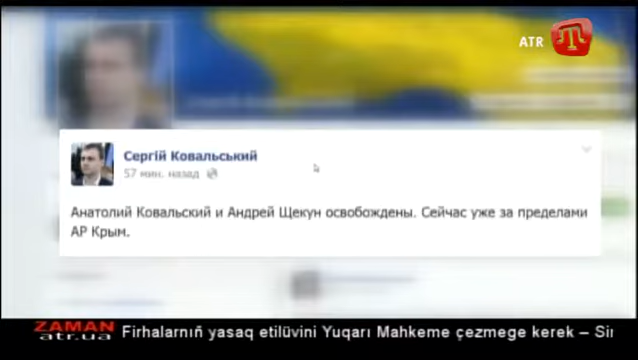 ATR
Сергій Ковальський
57 мин. назад
Анатолий Ковальский и Андрей Щекун освобождены. Сейчас уже за пределами
АР Крым.
ZAMAN
atr.ua
Firhalarnıñ yasaq etilüvini Yuqarı Mahkeme çezmege kerek – Sir